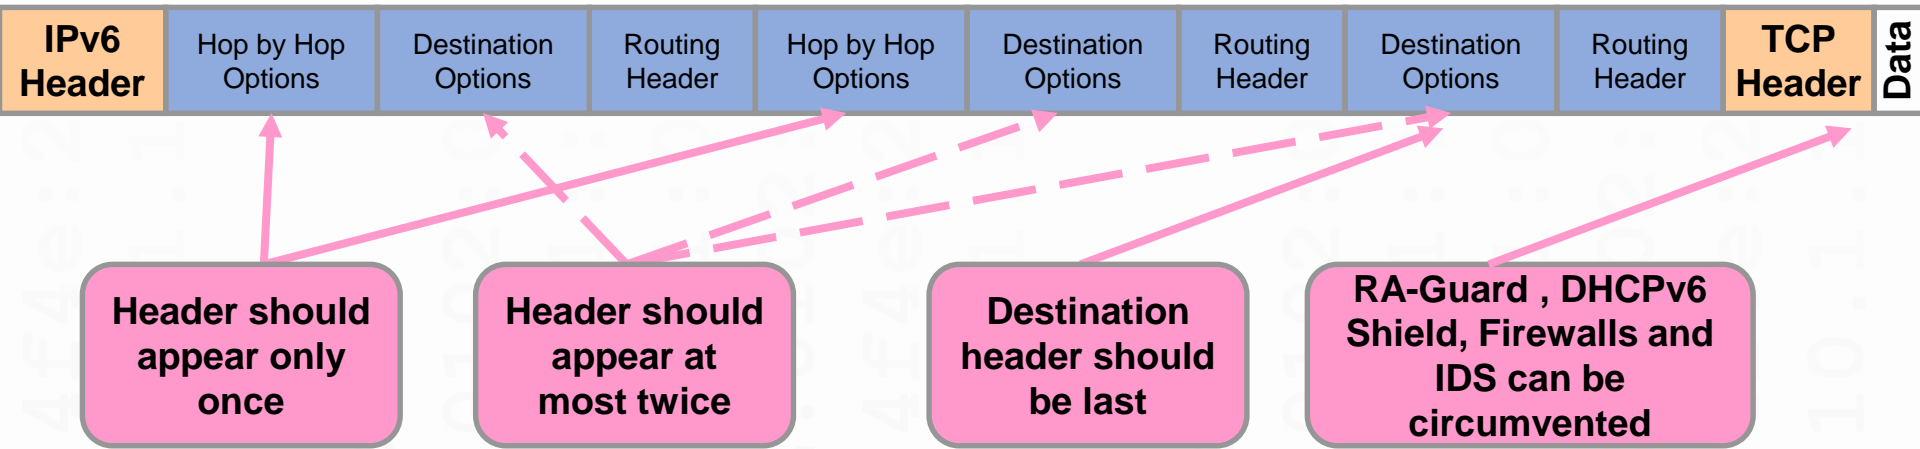 IPv6
Header
Hop by Hop
Options
Destination
Options
Routing
Header
Hop by Hop
Options
Destination
Options
Routing
Header
Destination
Options
Routing
Header
TCP
Header
Data
Header should
appear only
once
Header should
appear at
most twice
Destination
header should
be last
RA-Guard , DHCPv6
Shield, Firewalls and
IDS can be
circumvented